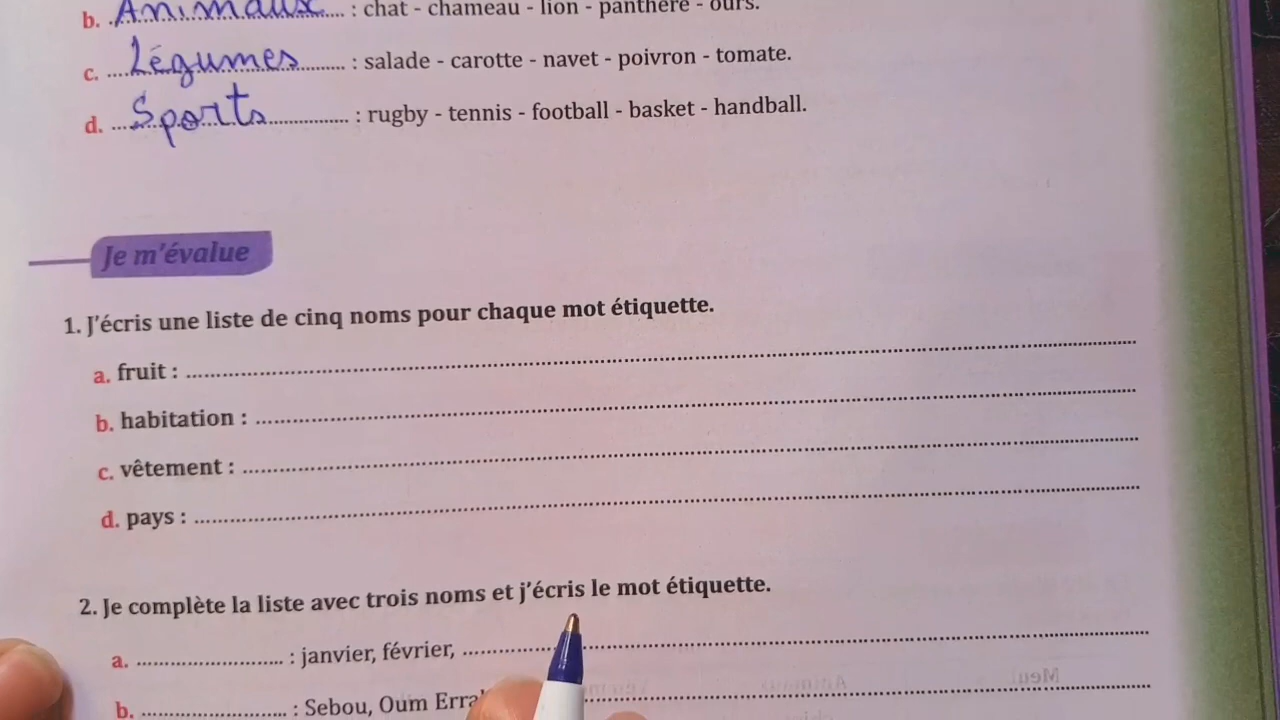 b. Animaux : chat - chameau - lion - panthère - ours.
c. Légumes : salade - carotte - navet - poivron - tomate.
d. Sports : rugby - tennis - football - basket - handball.
Je m'évalue
1. J'écris une liste de cinq noms pour chaque mot étiquette.
a. fruit :
b. habitation :
c. vêtement :
d. pays :
2. Je complète la liste avec trois noms et j'écris le mot étiquette.
a. : janvier, février,
b. : Sebou, Oum